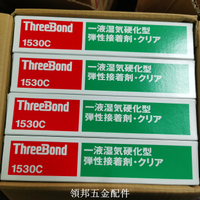 ThreeBond
1530C
一液湿気硬化型
弾性接着剤・クリア
ThreeBond
1530C
一液湿気硬化型
弾性接着剤・クリア
ThreeBond
1530C
一液湿気硬化型
弾性接着剤・クリア
ThreeBond
1530C
一液湿気硬化型
弾性接着剤・クリア
領邦五金配件